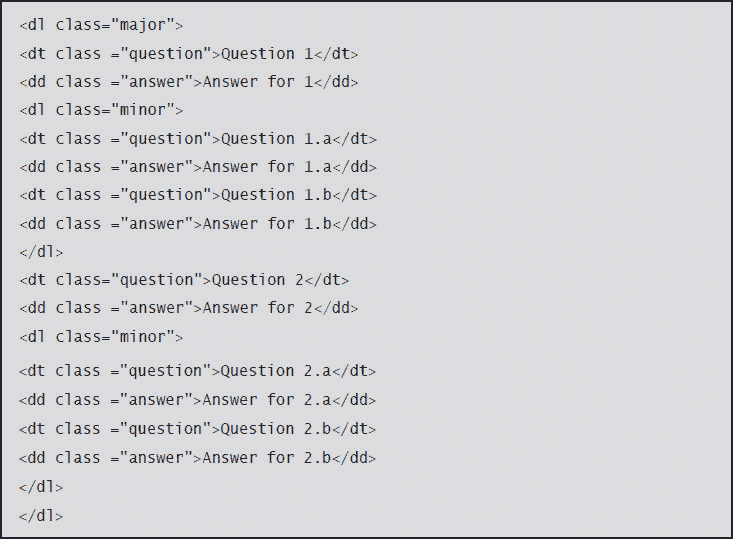 <dl class="major">
<dt class ="question">Question 1</dt>
<dd class ="answer">Answer for 1</dd>
<dl class="minor">
<dt class ="question">Question 1.a</dt>
<dd class ="answer">Answer for 1.a</dd>
<dt class ="question">Question 1.b</dt>
<dd class ="answer">Answer for 1.b</dd>
</dl>
<dt class="question">Question 2</dt>
<dd class ="answer">Answer for 2</dd>
<dl class="minor">
<dt class ="question">Question 2.a</dt>
<dd class ="answer">Answer for 2.a</dd>
<dt class ="question">Question 2.b</dt>
<dd class ="answer">Answer for 2.b</dd>
</dl>
</dl>